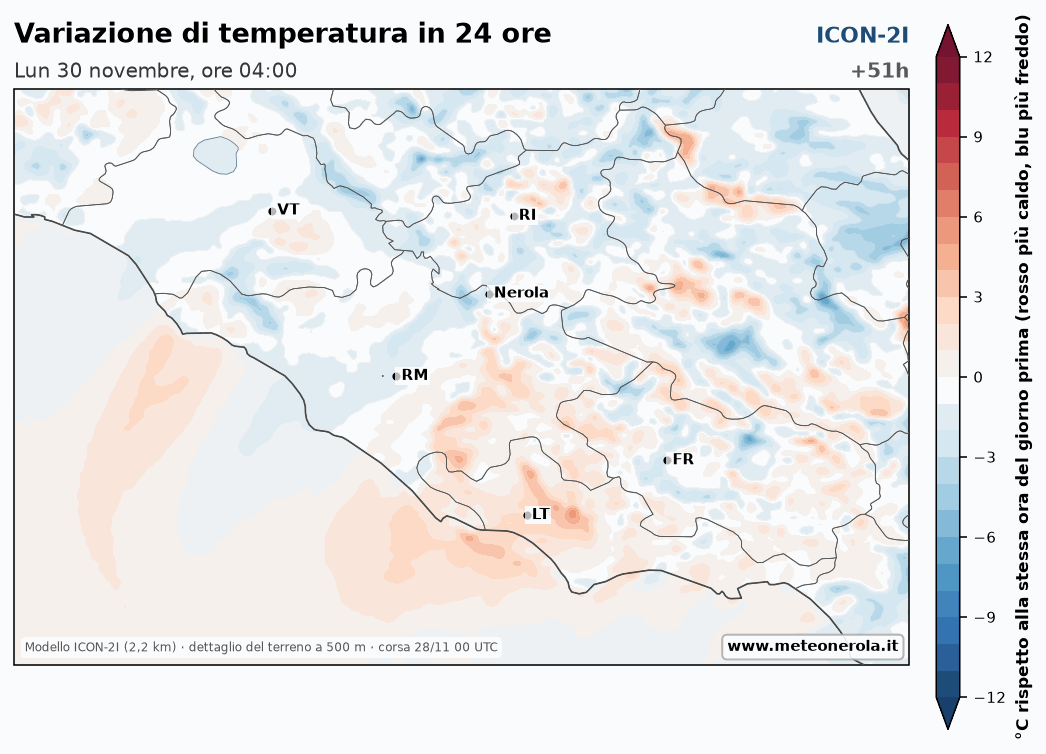 Variazione di temperatura in 24 ore
ICON-2I
Lun 30 novembre, ore 04:00
+51h
VT
RI
Nerola
RM
FR
LT
Modello ICON-2I (2,2 km) · dettaglio del terreno a 500 m · corsa 28/11 00 UTC
www.meteonerola.it
12
9
6
3
0
−3
−6
−9
−12
°C rispetto alla stessa ora del giorno prima (rosso più caldo, blu più freddo)